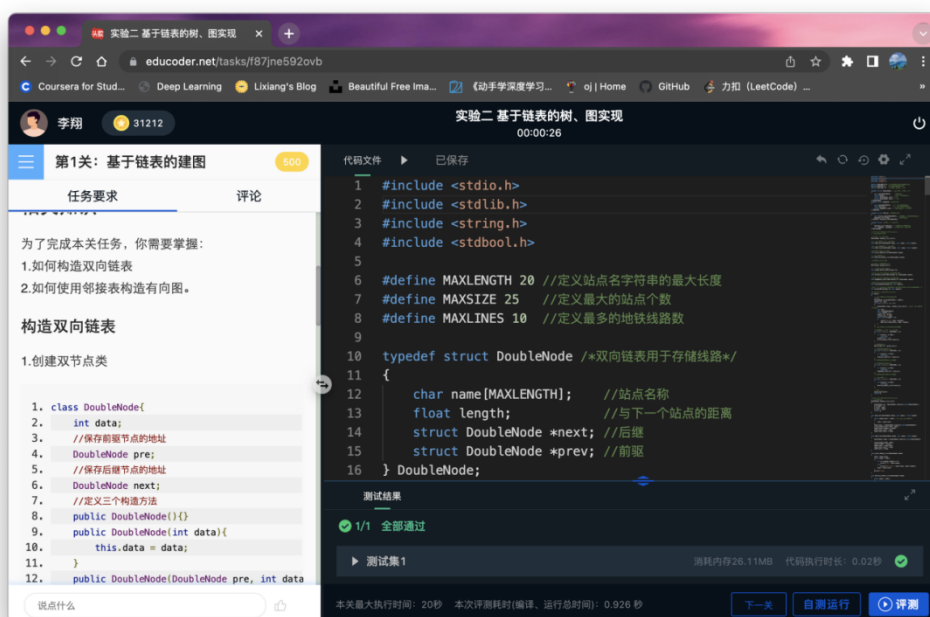 头歌 实验二 基于链表的树、图实现
educoder.net/tasks/f87jne592ovb
Coursera for Stud... Deep Learning Lixiang's Blog Beautiful Free Ima... 《动手学深度学习... oj | Home GitHub 力扣（LeetCode）... »
李翔 31212 实验二 基于链表的树、图实现
00:00:26
第1关：基于链表的建图 500
任务要求 评论
为了完成本关任务，你需要掌握：
1.如何构造双向链表
2.如何使用邻接表构造有向图。
构造双向链表
1.创建双节点类
1. class DoubleNode{
2. int data;
3. //保存前驱节点的地址
4. DoubleNode pre;
5. //保存后继节点的地址
6. DoubleNode next;
7. //定义三个构造方法
8. public DoubleNode(){}
9. public DoubleNode(int data){
10. this.data = data;
11. }
12. public DoubleNode(DoubleNode pre, int data
说点什么
代码文件 已保存
1 #include <stdio.h>
2 #include <stdlib.h>
3 #include <string.h>
4 #include <stdbool.h>
5
6 #define MAXLENGTH 20 //定义站点名字符串的最大长度
7 #define MAXSIZE 25 //定义最大的站点个数
8 #define MAXLINES 10 //定义最多的地铁线路数
9
10 typedef struct DoubleNode /*双向链表用于存储线路*/
11 {
12 char name[MAXLENGTH]; //站点名称
13 float length; //与下一个站点的距离
14 struct DoubleNode *next; //后继
15 struct DoubleNode *prev; //前驱
16 } DoubleNode;
测试结果
1/1 全部通过
测试集1 消耗内存26.11MB 代码执行时长：0.02秒
本关最大执行时间：20秒 本次评测耗时(编译、运行总时间)：0.926 秒 下一关 自测运行 评测